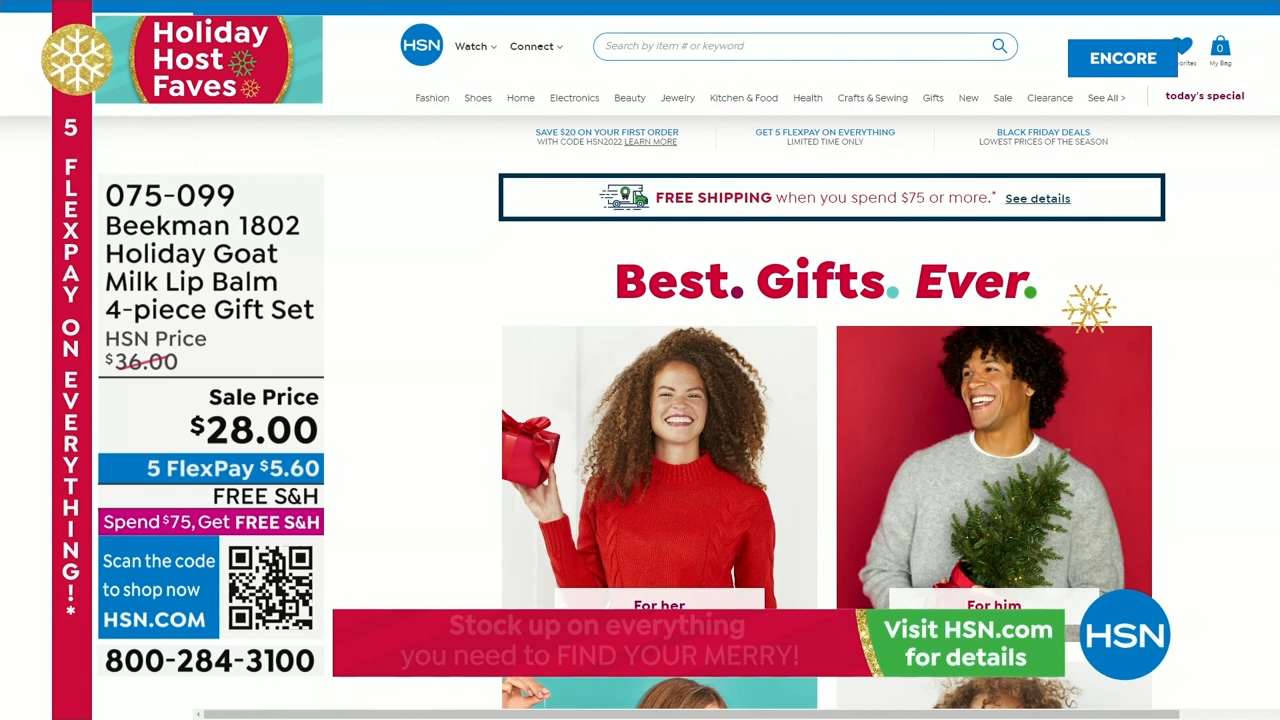 Holiday
Host
Faves
5 FLEXPAY ON EVERYTHING!*
075-099
Beekman 1802
Holiday Goat
Milk Lip Balm
4-piece Gift Set
HSN Price
$36.00
Sale Price
$28.00
5 FlexPay $5.60
FREE S&H
Spend $75, Get FREE S&H
Scan the code
to shop now
HSN.COM
800-284-3100
HSN
Watch
Connect
Search by item # or keyword
ENCORE
orites
0
My Bag
Fashion Shoes Home Electronics Beauty Jewelry Kitchen & Food Health Crafts & Sewing Gifts New Sale Clearance See All > today's special
SAVE $20 ON YOUR FIRST ORDER
WITH CODE HSN2022 LEARN MORE
GET 5 FLEXPAY ON EVERYTHING
LIMITED TIME ONLY
BLACK FRIDAY DEALS
LOWEST PRICES OF THE SEASON
FREE SHIPPING when you spend $75 or more.* See details
Best. Gifts. Ever.
For her
For him
Stock up on everything
you need to FIND YOUR MERRY!
Visit HSN.com
for details
HSN